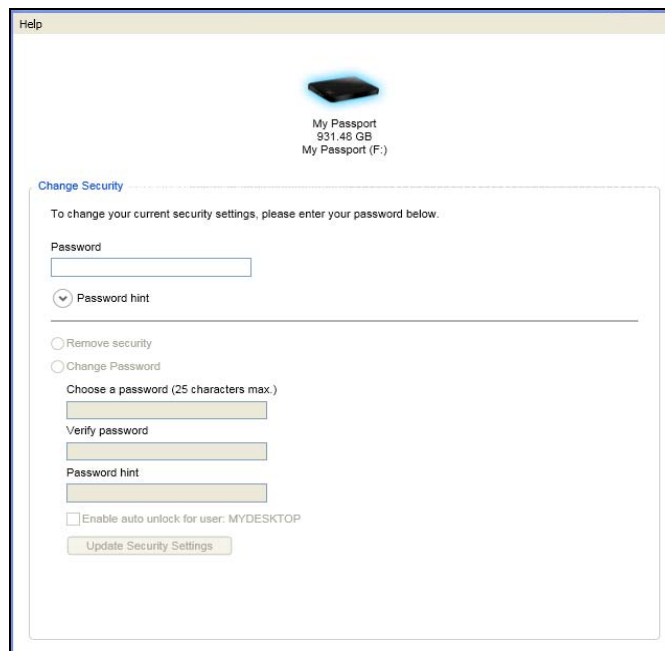 Help
My Passport
931.48 GB
My Passport (F:)
Change Security
To change your current security settings, please enter your password below.
Password
Password hint
Remove security
Change Password
Choose a password (25 characters max.)
Verify password
Password hint
Enable auto unlock for user: MYDESKTOP
Update Security Settings